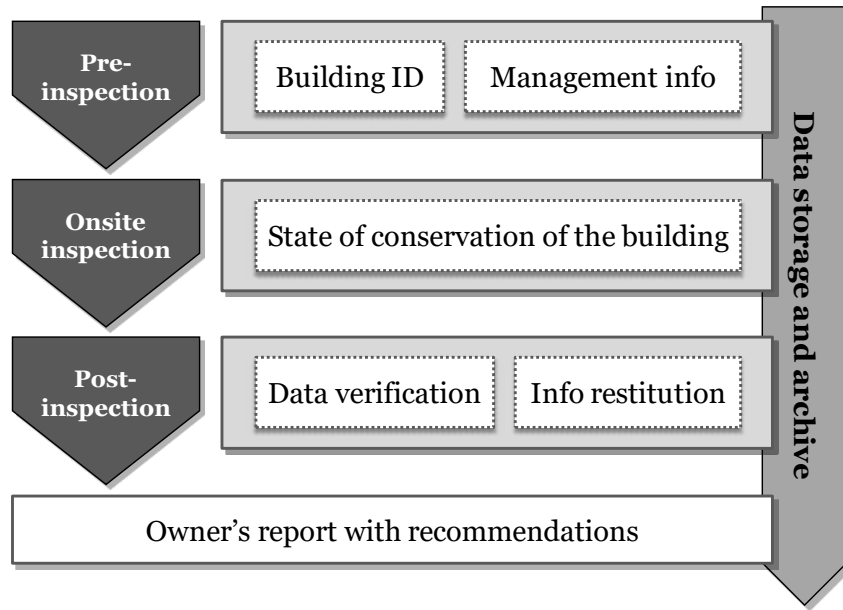 Pre-
inspection
Building ID
Management info
Onsite
inspection
State of conservation of the building
Post-
inspection
Data verification
Info restitution
Owner’s report with recommendations
Data storage and archive